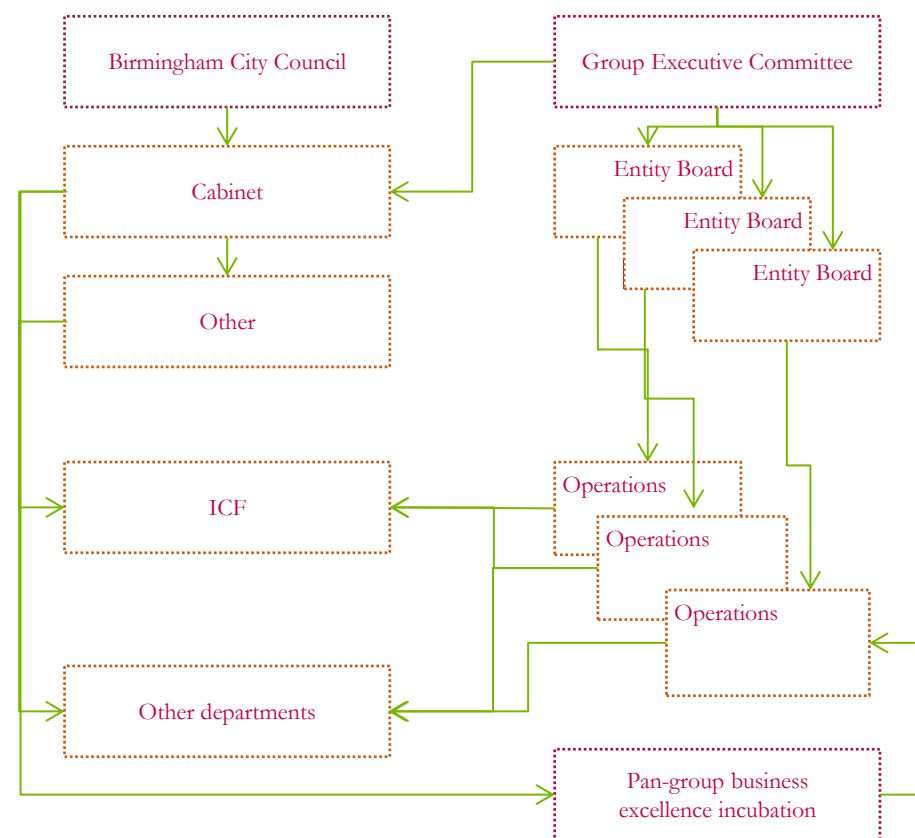 Birmingham City Council
Group Executive Committee
Cabinet
Entity Board
Entity Board
Entity Board
Other
ICF
Operations
Operations
Operations
Other departments
Pan-group business
excellence incubation